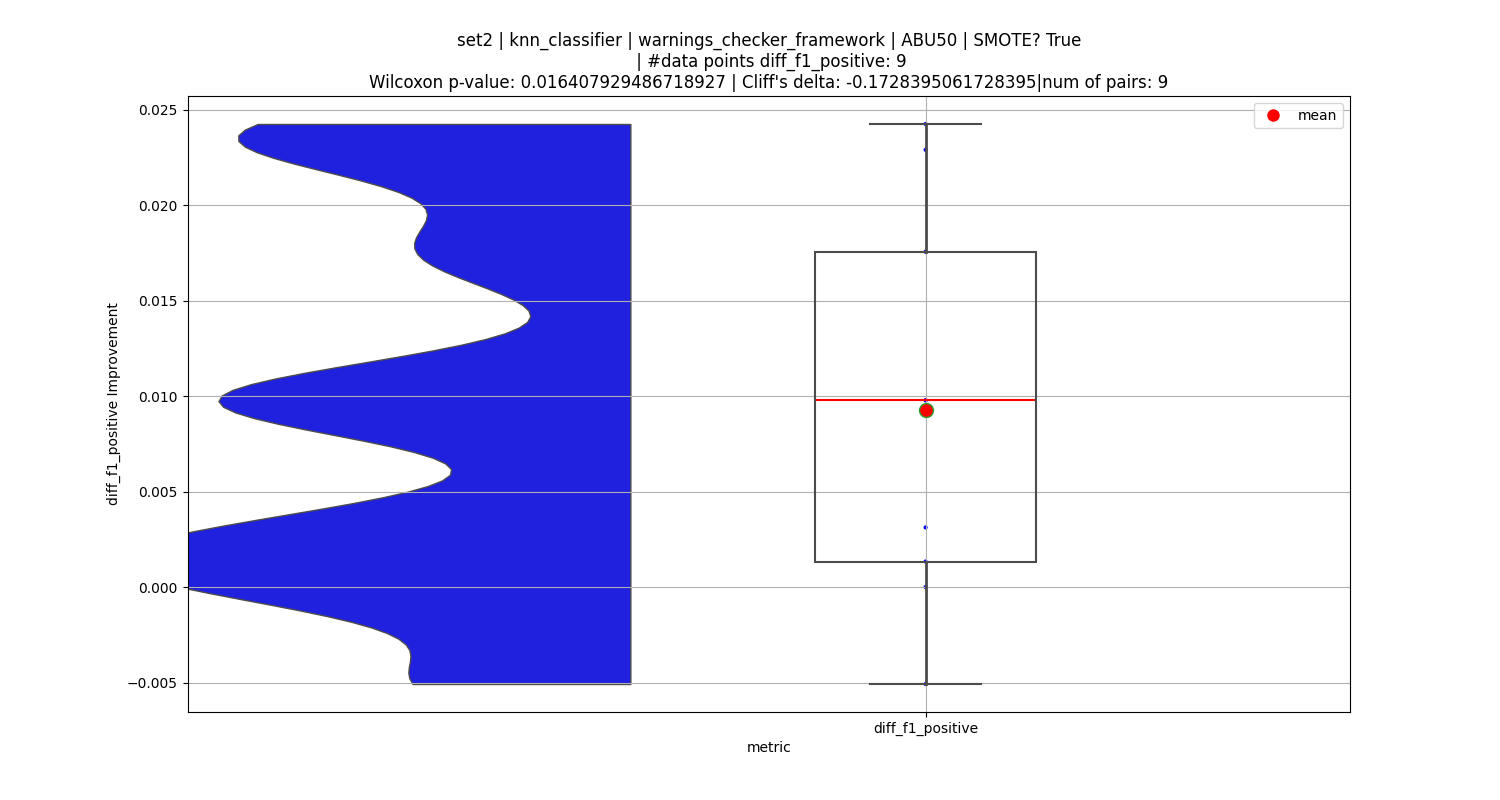 set2 | knn_classifier | warnings_checker_framework | ABU50 | SMOTE? True
| #data points diff_f1_positive: 9
Wilcoxon p-value: 0.016407929486718927 | Cliff's delta: -0.1728395061728395|num of pairs: 9
mean
0.025
0.020
0.015
0.010
0.005
0.000
−0.005
diff_f1_positive Improvement
diff_f1_positive
metric